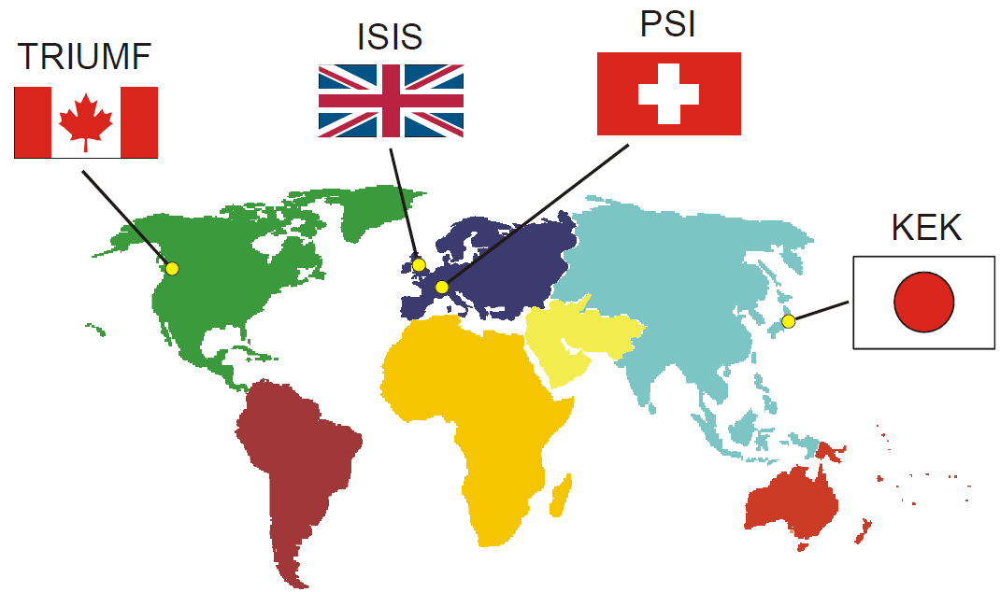 TRIUMF
ISIS
PSI
KEK